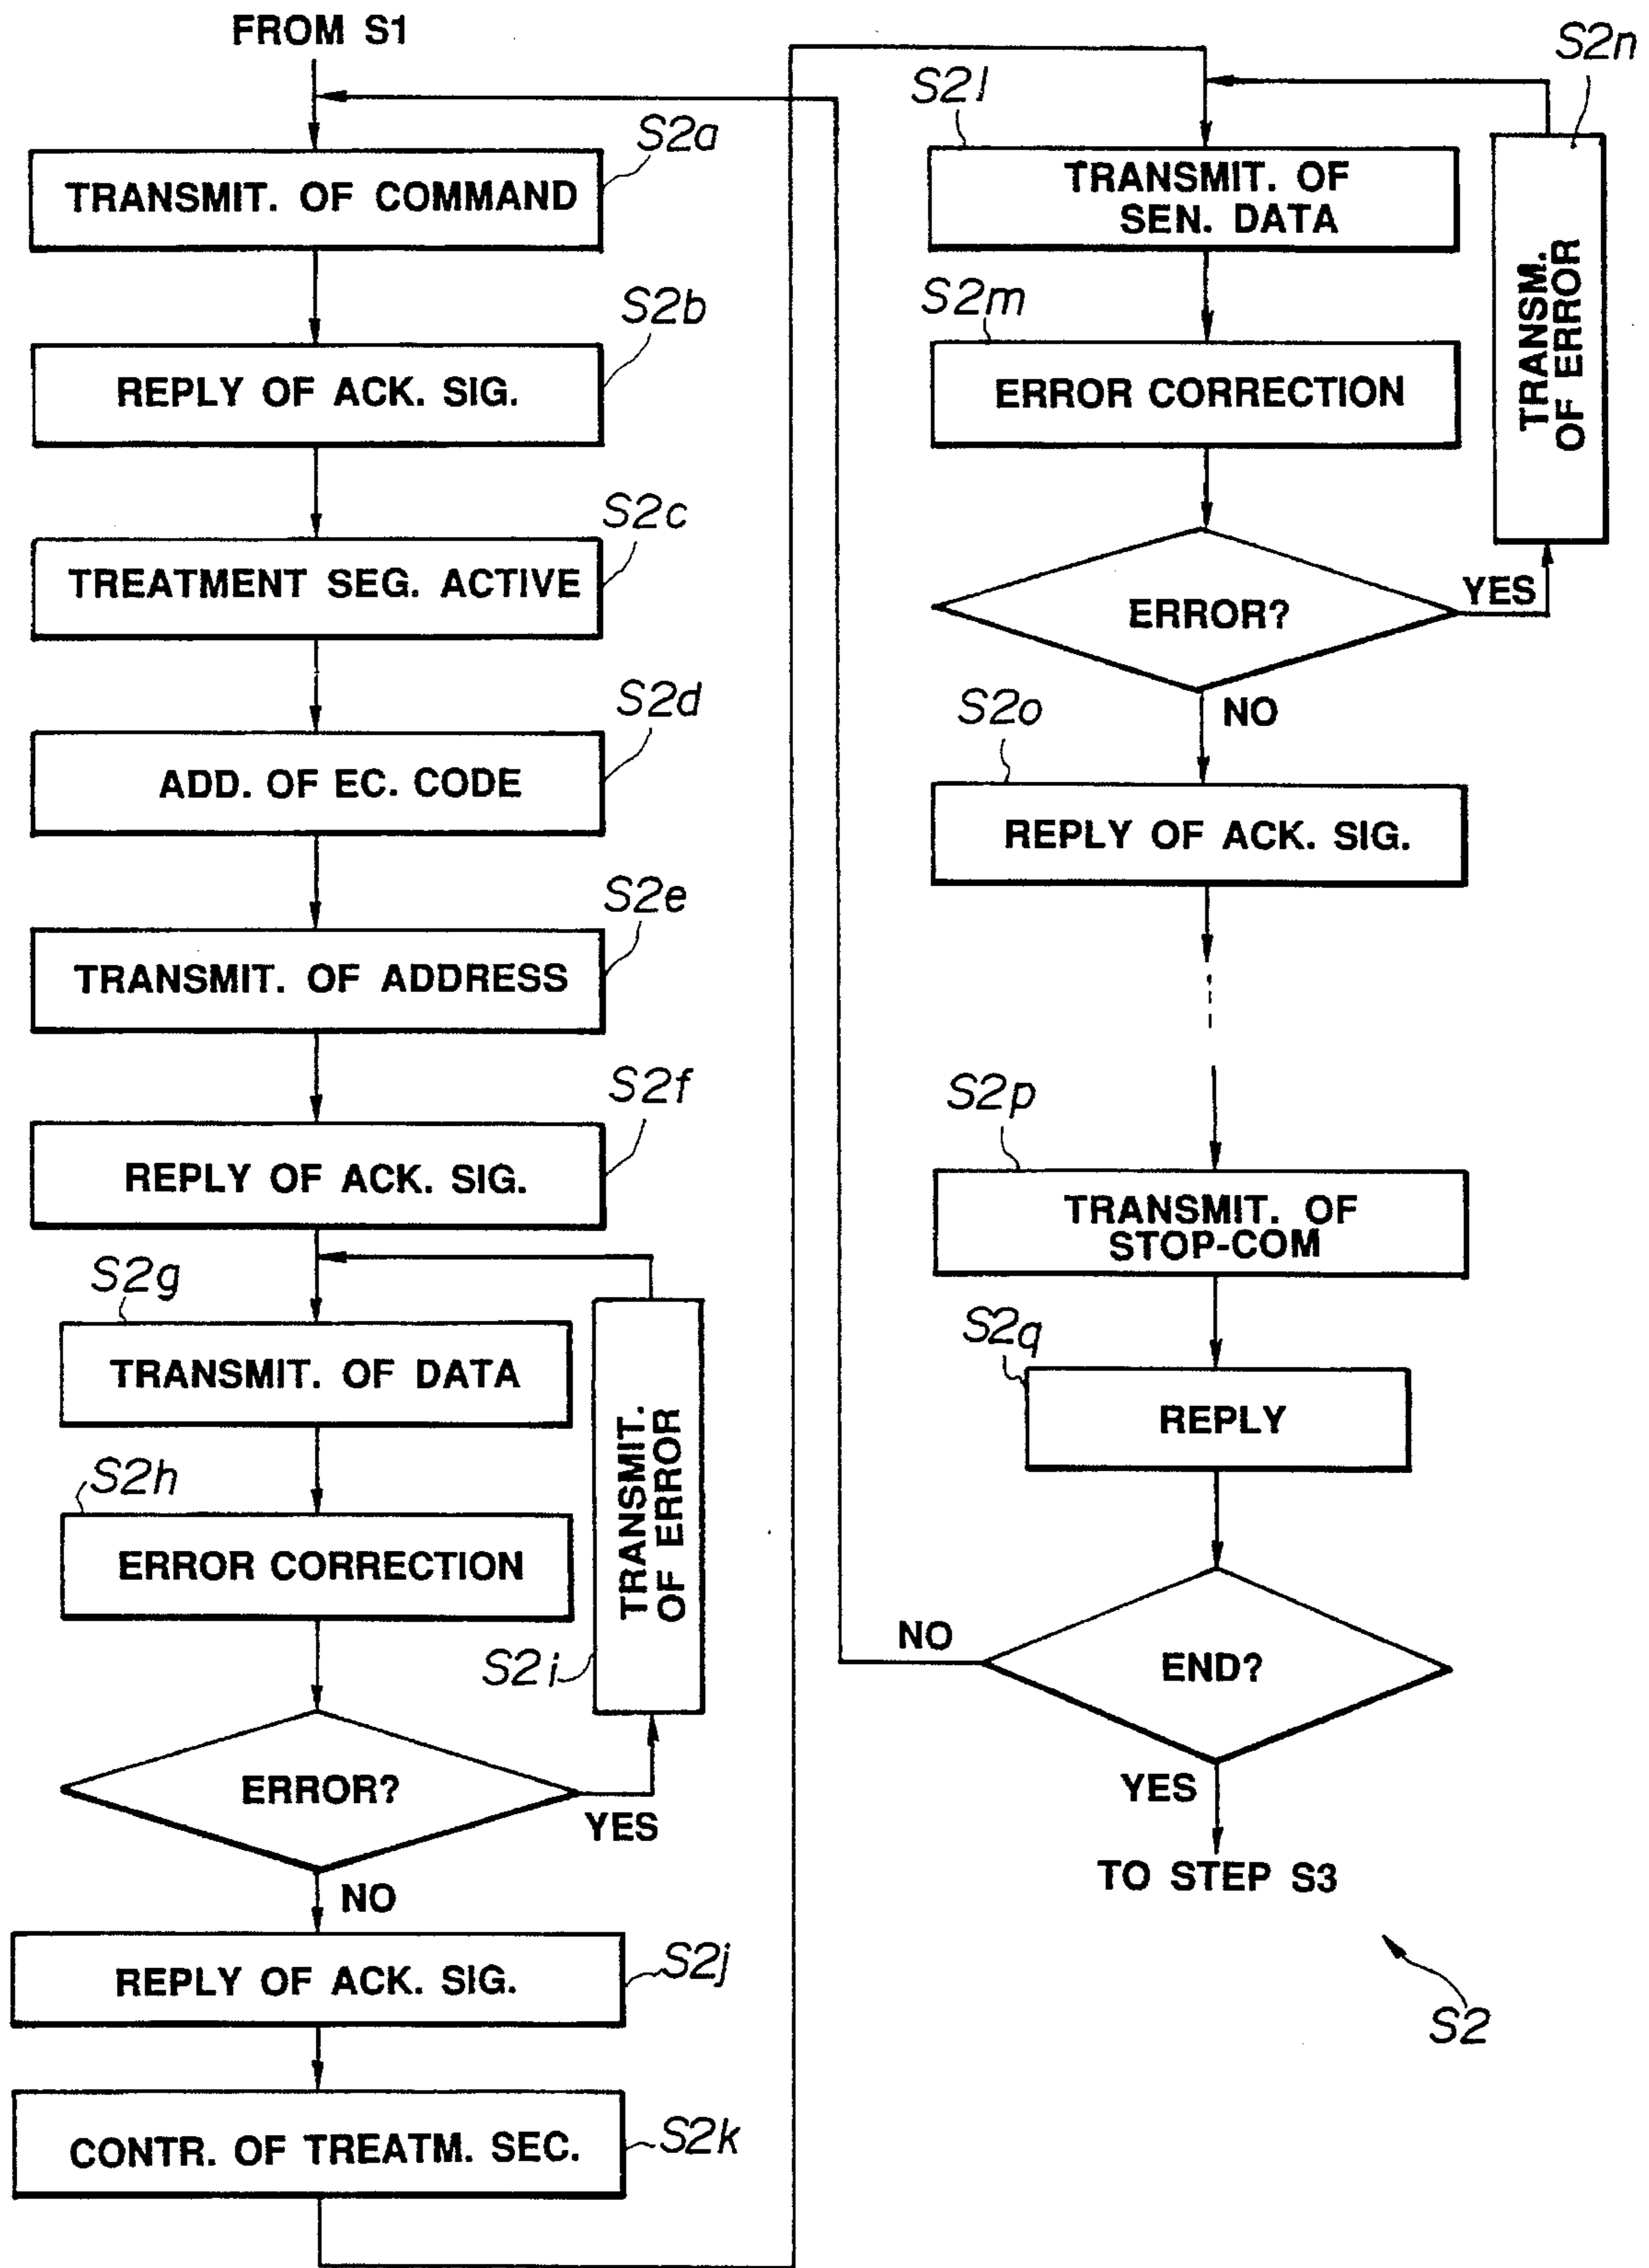 FROM S1
S2a
TRANSMIT. OF COMMAND
S2b
REPLY OF ACK. SIG.
S2c
TREATMENT SEG. ACTIVE
S2d
ADD. OF EC. CODE
S2e
TRANSMIT. OF ADDRESS
S2f
REPLY OF ACK. SIG.
S2g
TRANSMIT. OF DATA
S2h
ERROR CORRECTION
S2i
TRANSMIT.
OF ERROR
ERROR?
YES
NO
REPLY OF ACK. SIG.
S2j
CONTR. OF TREATM. SEC.
S2k
S2l
TRANSMIT. OF
SEN. DATA
S2m
ERROR CORRECTION
S2n
TRANSM.
OF ERROR
ERROR?
YES
NO
S2o
REPLY OF ACK. SIG.
S2p
TRANSMIT. OF
STOP-COM
S2q
REPLY
END?
NO
YES
TO STEP S3
S2